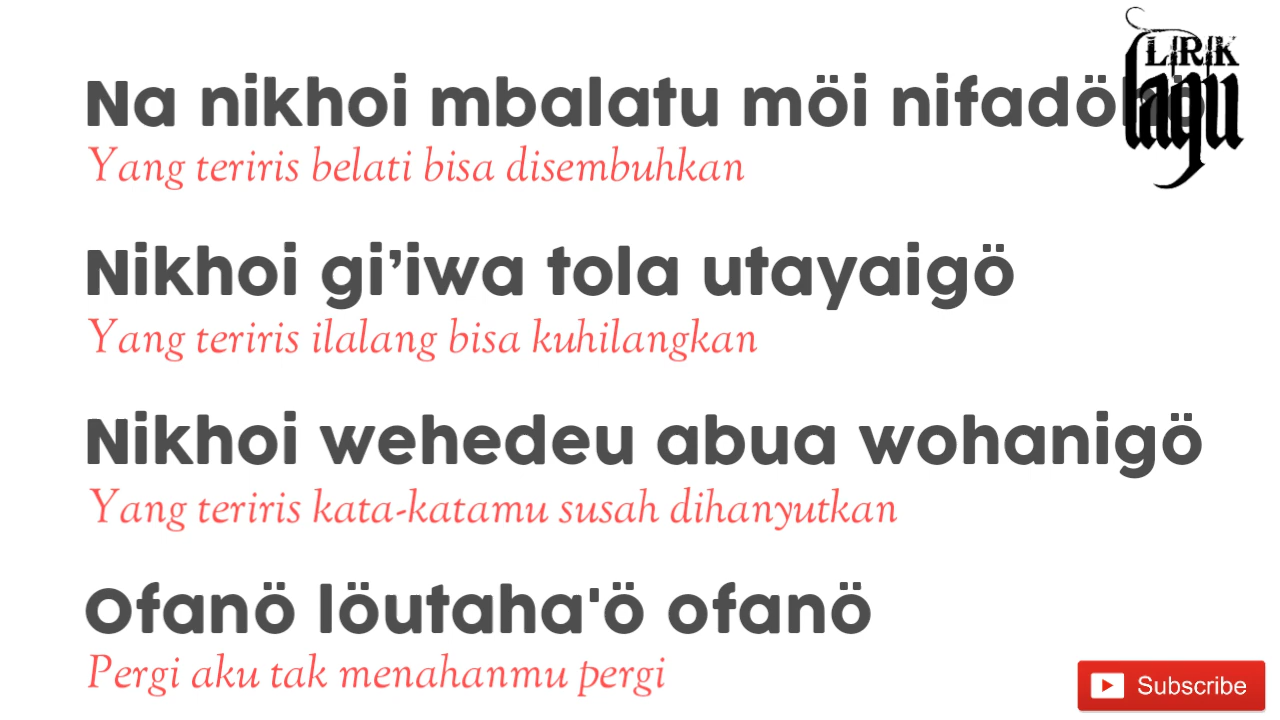 Na nikhoi mbalatu möi
Yang teriris belati bisa disembuhkan
Nikhoi gi’iwa tola utayaigö
Yang teriris ilalang bisa kuhilangkan
Nikhoi wehedeu abua wohanigö
Yang teriris kata-katamu susah dihanyutkan
Ofanö löutaha'ö ofanö
Pergi aku tak menahanmu pergi
LIRIK
lagu
Subscribe